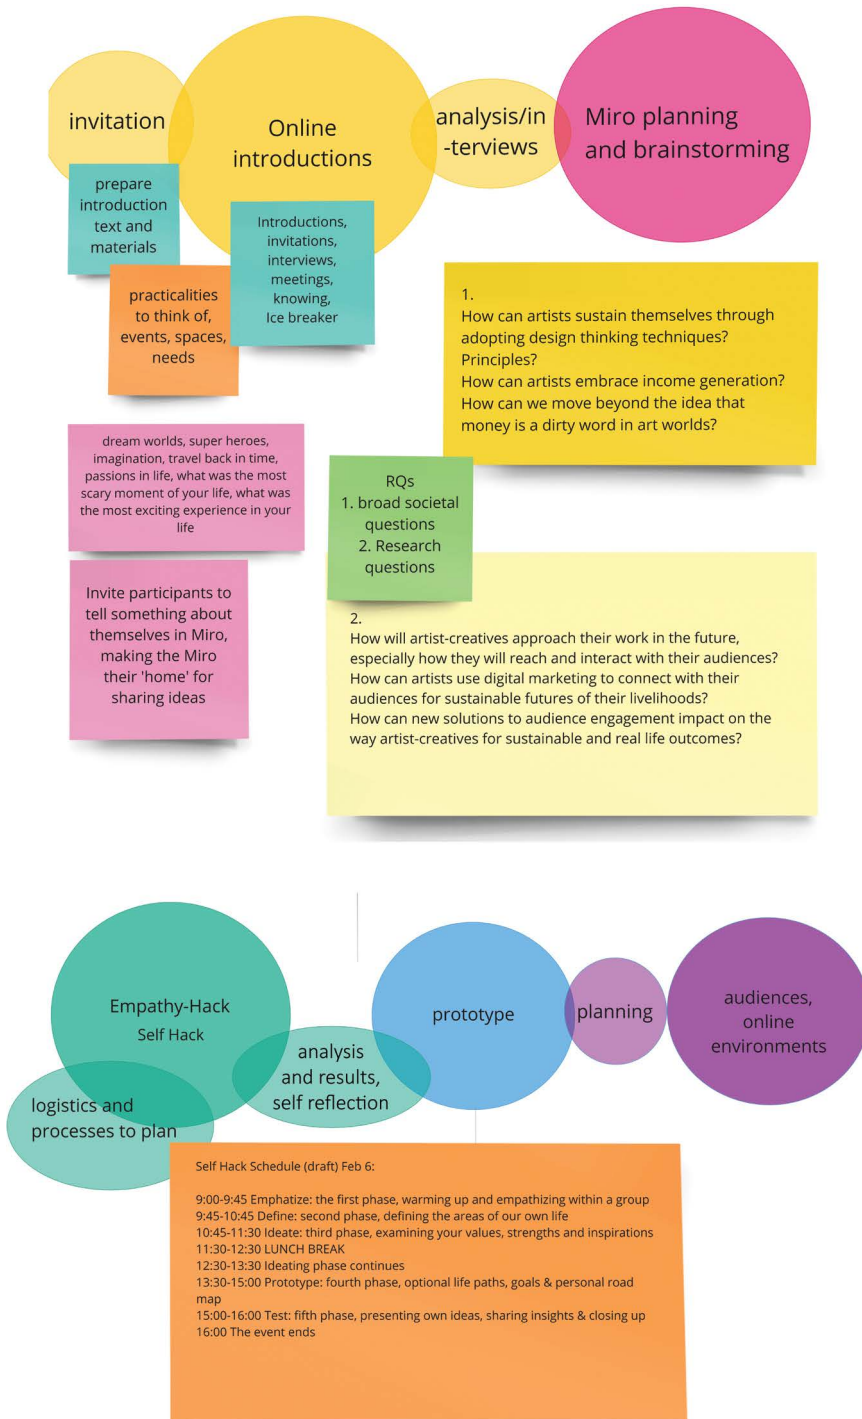 invitation
Online
introductions
analysis/in
-terviews
Miro planning
and brainstorming
prepare
introduction
text and
materials
Introductions,
invitations,
interviews,
meetings,
knowing,
Ice breaker
practicalities
to think of,
events, spaces,
needs
1.
How can artists sustain themselves through
adopting design thinking techniques?
Principles?
How can artists embrace income generation?
How can we move beyond the idea that
money is a dirty word in art worlds?
dream worlds, super heroes,
imagination, travel back in time,
passions in life, what was the most
scary moment of your life, what was
the most exciting experience in your
life
RQs
1. broad societal
questions
2. Research
questions
Invite participants to
tell something about
themselves in Miro,
making the Miro
their 'home' for
sharing ideas
2.
How will artist-creatives approach their work in the future,
especially how they will reach and interact with their audiences?
How can artists use digital marketing to connect with their
audiences for sustainable futures of their livelihoods?
How can new solutions to audience engagement impact on the
way artist-creatives for sustainable and real life outcomes?
Empathy-Hack
Self Hack
prototype
planning
audiences,
online
environments
analysis
and results,
self reflection
logistics and
processes to plan
Self Hack Schedule (draft) Feb 6:
9:00-9:45 Emphatize: the first phase, warming up and empathizing within a group
9:45-10:45 Define: second phase, defining the areas of our own life
10:45-11:30 Ideate: third phase, examining your values, strengths and inspirations
11:30-12:30 LUNCH BREAK
12:30-13:30 Ideating phase continues
13:30-15:00 Prototype: fourth phase, optional life paths, goals & personal road
map
15:00-16:00 Test: fifth phase, presenting own ideas, sharing insights & closing up
16:00 The event ends